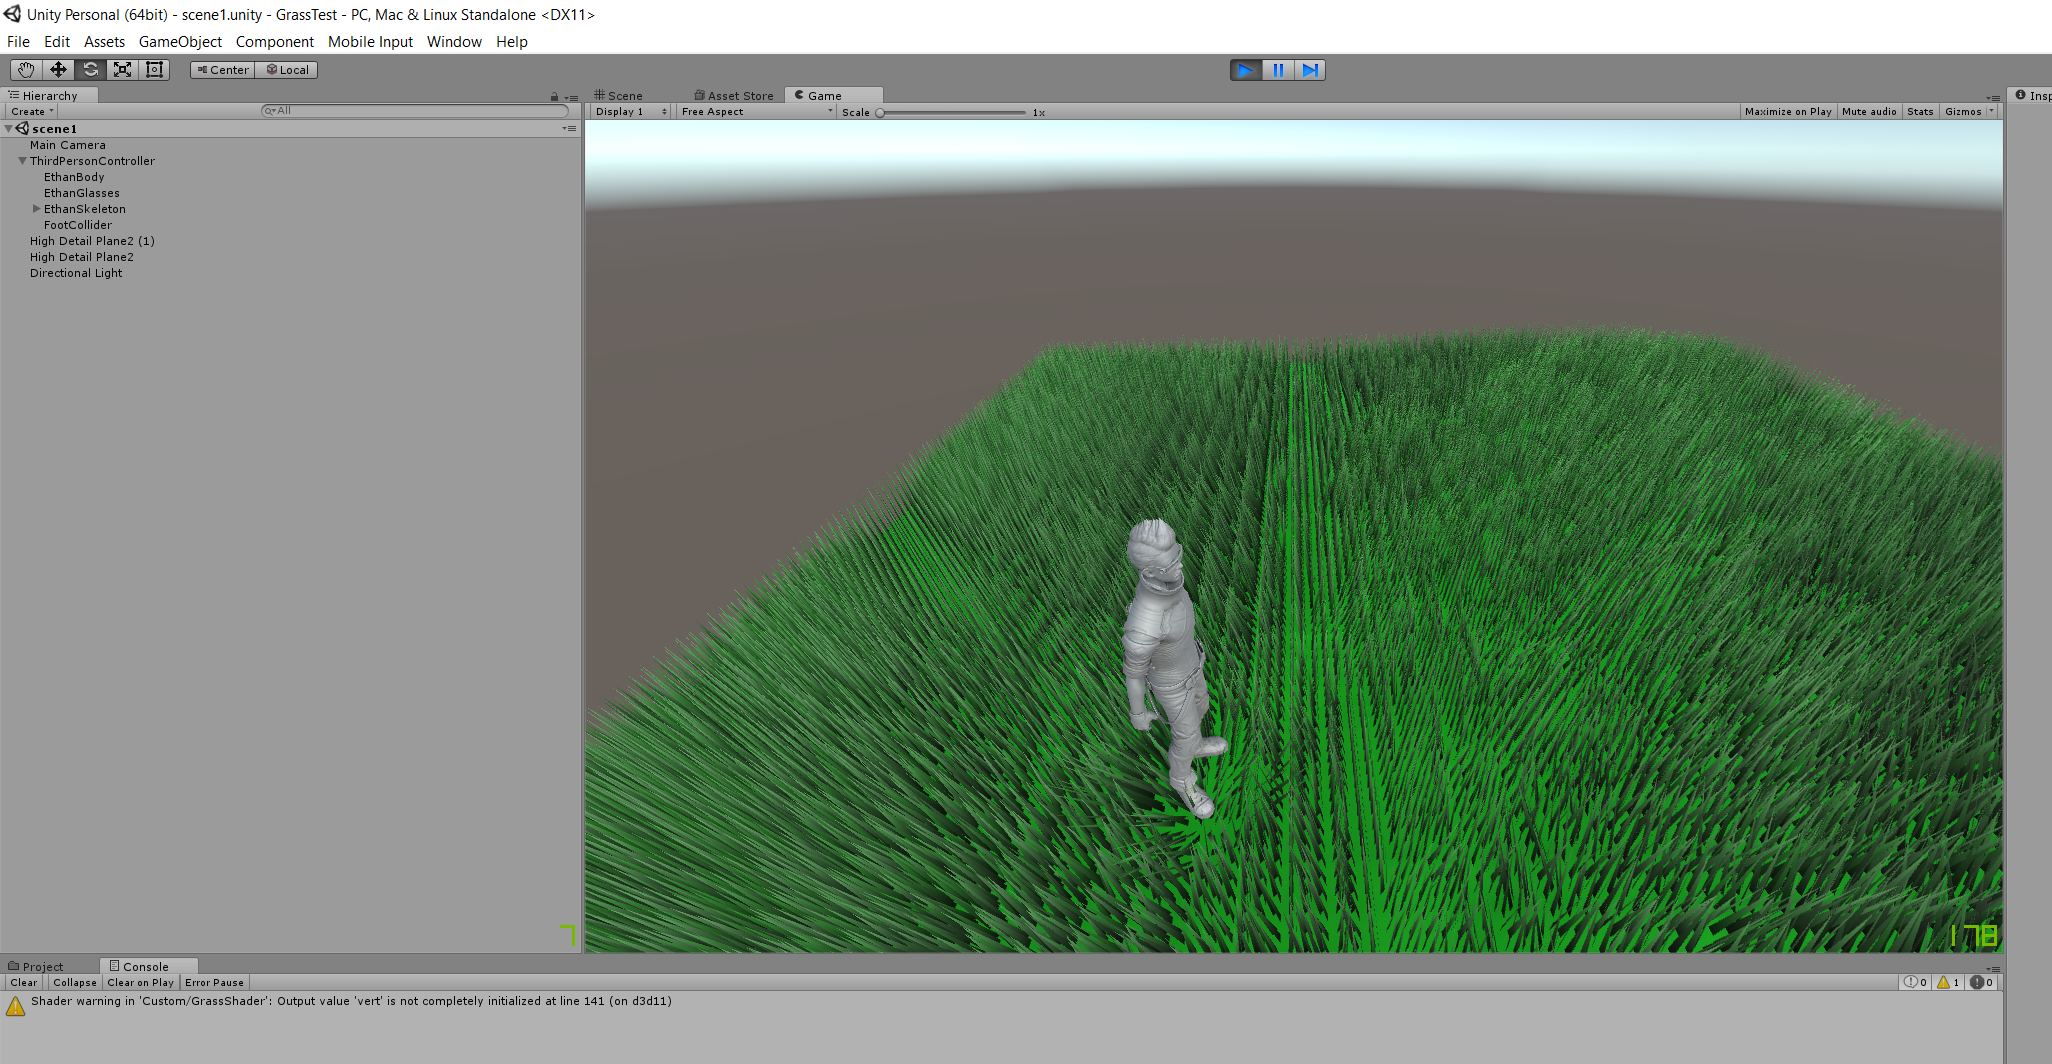 Unity Personal (64bit) - scene1.unity - GrassTest - PC, Mac & Linux Standalone <DX11>
File Edit Assets GameObject Component Mobile Input Window Help
Center Local
Hierarchy
Scene Asset Store Game
Insp
Create All
Display 1 Free Aspect Scale 1x Maximize on Play Mute audio Stats Gizmos
scene1
Main Camera
ThirdPersonController
EthanBody
EthanGlasses
EthanSkeleton
FootCollider
High Detail Plane2 (1)
High Detail Plane2
Directional Light
7
178
Project Console
Clear Collapse Clear on Play Error Pause 0 1 0
Shader warning in 'Custom/GrassShader': Output value 'vert' is not completely initialized at line 141 (on d3d11)